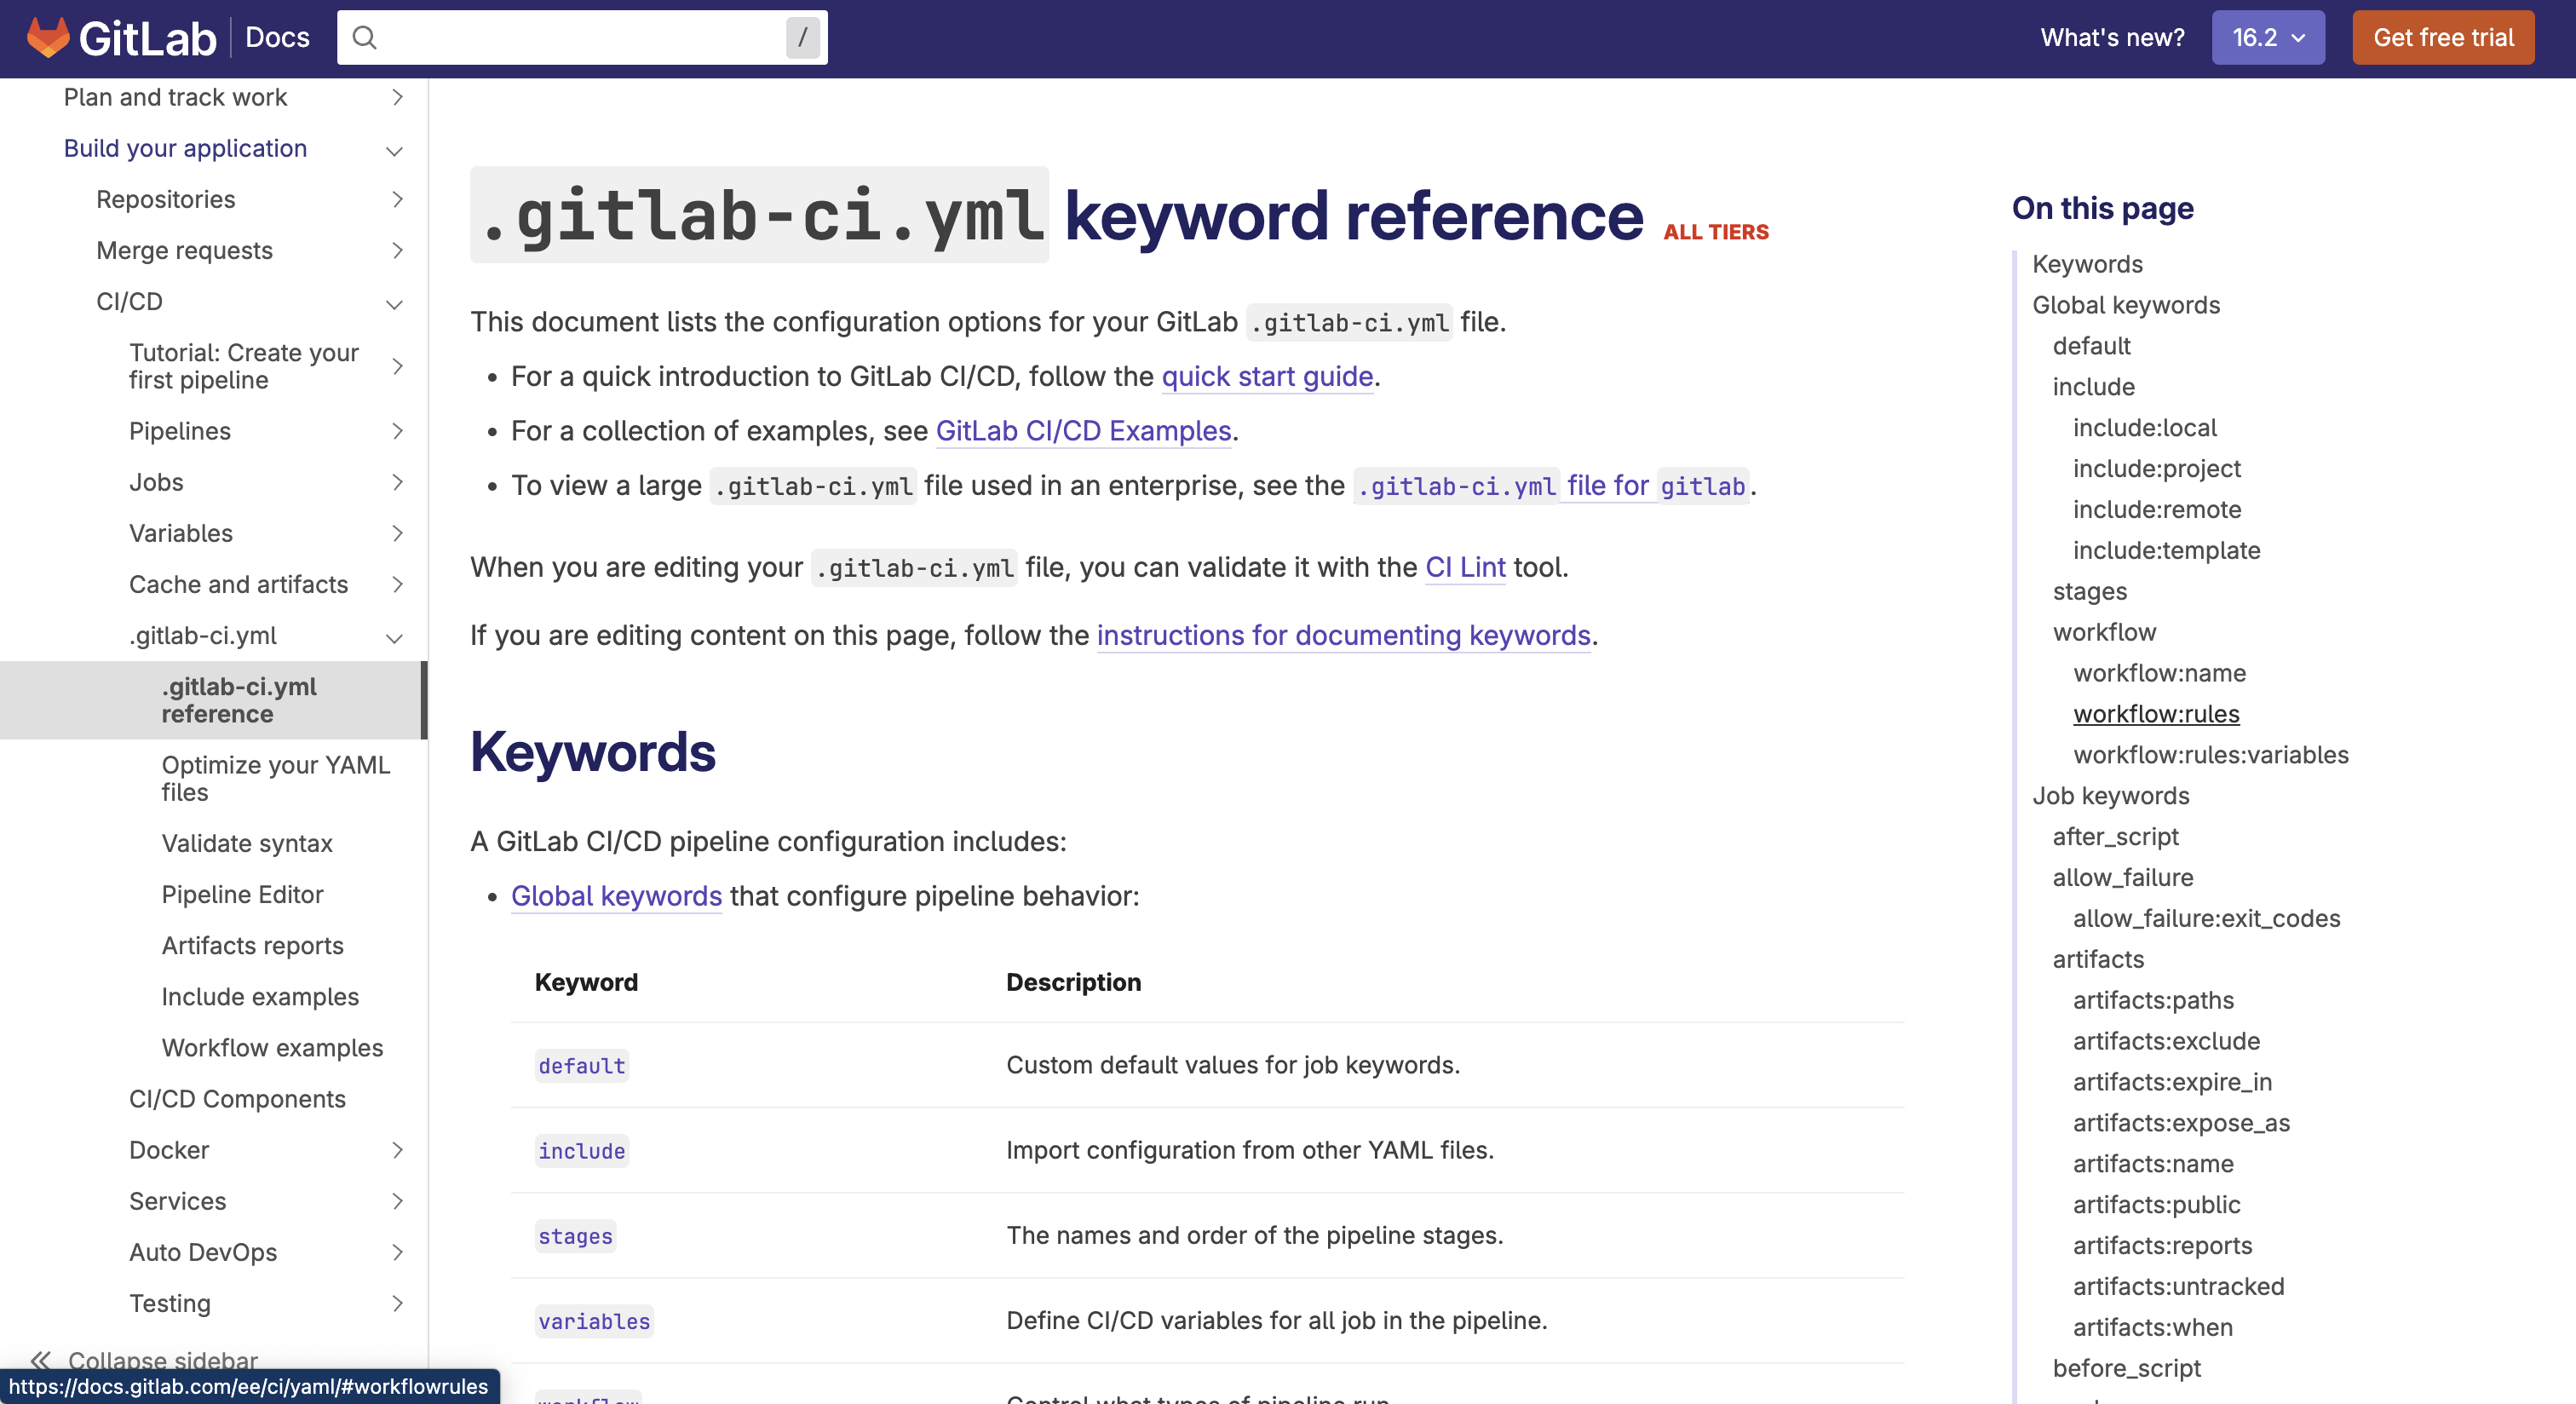 GitLab Docs
/
What's new?
16.2
Get free trial
Plan and track work
Build your application
Repositories
Merge requests
CI/CD
Tutorial: Create your
first pipeline
Pipelines
Jobs
Variables
Cache and artifacts
.gitlab-ci.yml
.gitlab-ci.yml
reference
Optimize your YAML
files
Validate syntax
Pipeline Editor
Artifacts reports
Include examples
Workflow examples
CI/CD Components
Docker
Services
Auto DevOps
Testing
Collapse sidebar
https://docs.gitlab.com/ee/ci/yaml/#workflowrules
.gitlab-ci.yml keyword reference ALL TIERS
This document lists the configuration options for your GitLab .gitlab-ci.yml file.
• For a quick introduction to GitLab CI/CD, follow the quick start guide.
• For a collection of examples, see GitLab CI/CD Examples.
• To view a large .gitlab-ci.yml file used in an enterprise, see the .gitlab-ci.yml file for gitlab.
When you are editing your .gitlab-ci.yml file, you can validate it with the CI Lint tool.
If you are editing content on this page, follow the instructions for documenting keywords.
Keywords
A GitLab CI/CD pipeline configuration includes:
• Global keywords that configure pipeline behavior:
Keyword Description
default Custom default values for job keywords.
include Import configuration from other YAML files.
stages The names and order of the pipeline stages.
variables Define CI/CD variables for all job in the pipeline.
workflow Control what types of pipeline run.
On this page
Keywords
Global keywords
default
include
include:local
include:project
include:remote
include:template
stages
workflow
workflow:name
workflow:rules
workflow:rules:variables
Job keywords
after_script
allow_failure
allow_failure:exit_codes
artifacts
artifacts:paths
artifacts:exclude
artifacts:expire_in
artifacts:expose_as
artifacts:name
artifacts:public
artifacts:reports
artifacts:untracked
artifacts:when
before_script